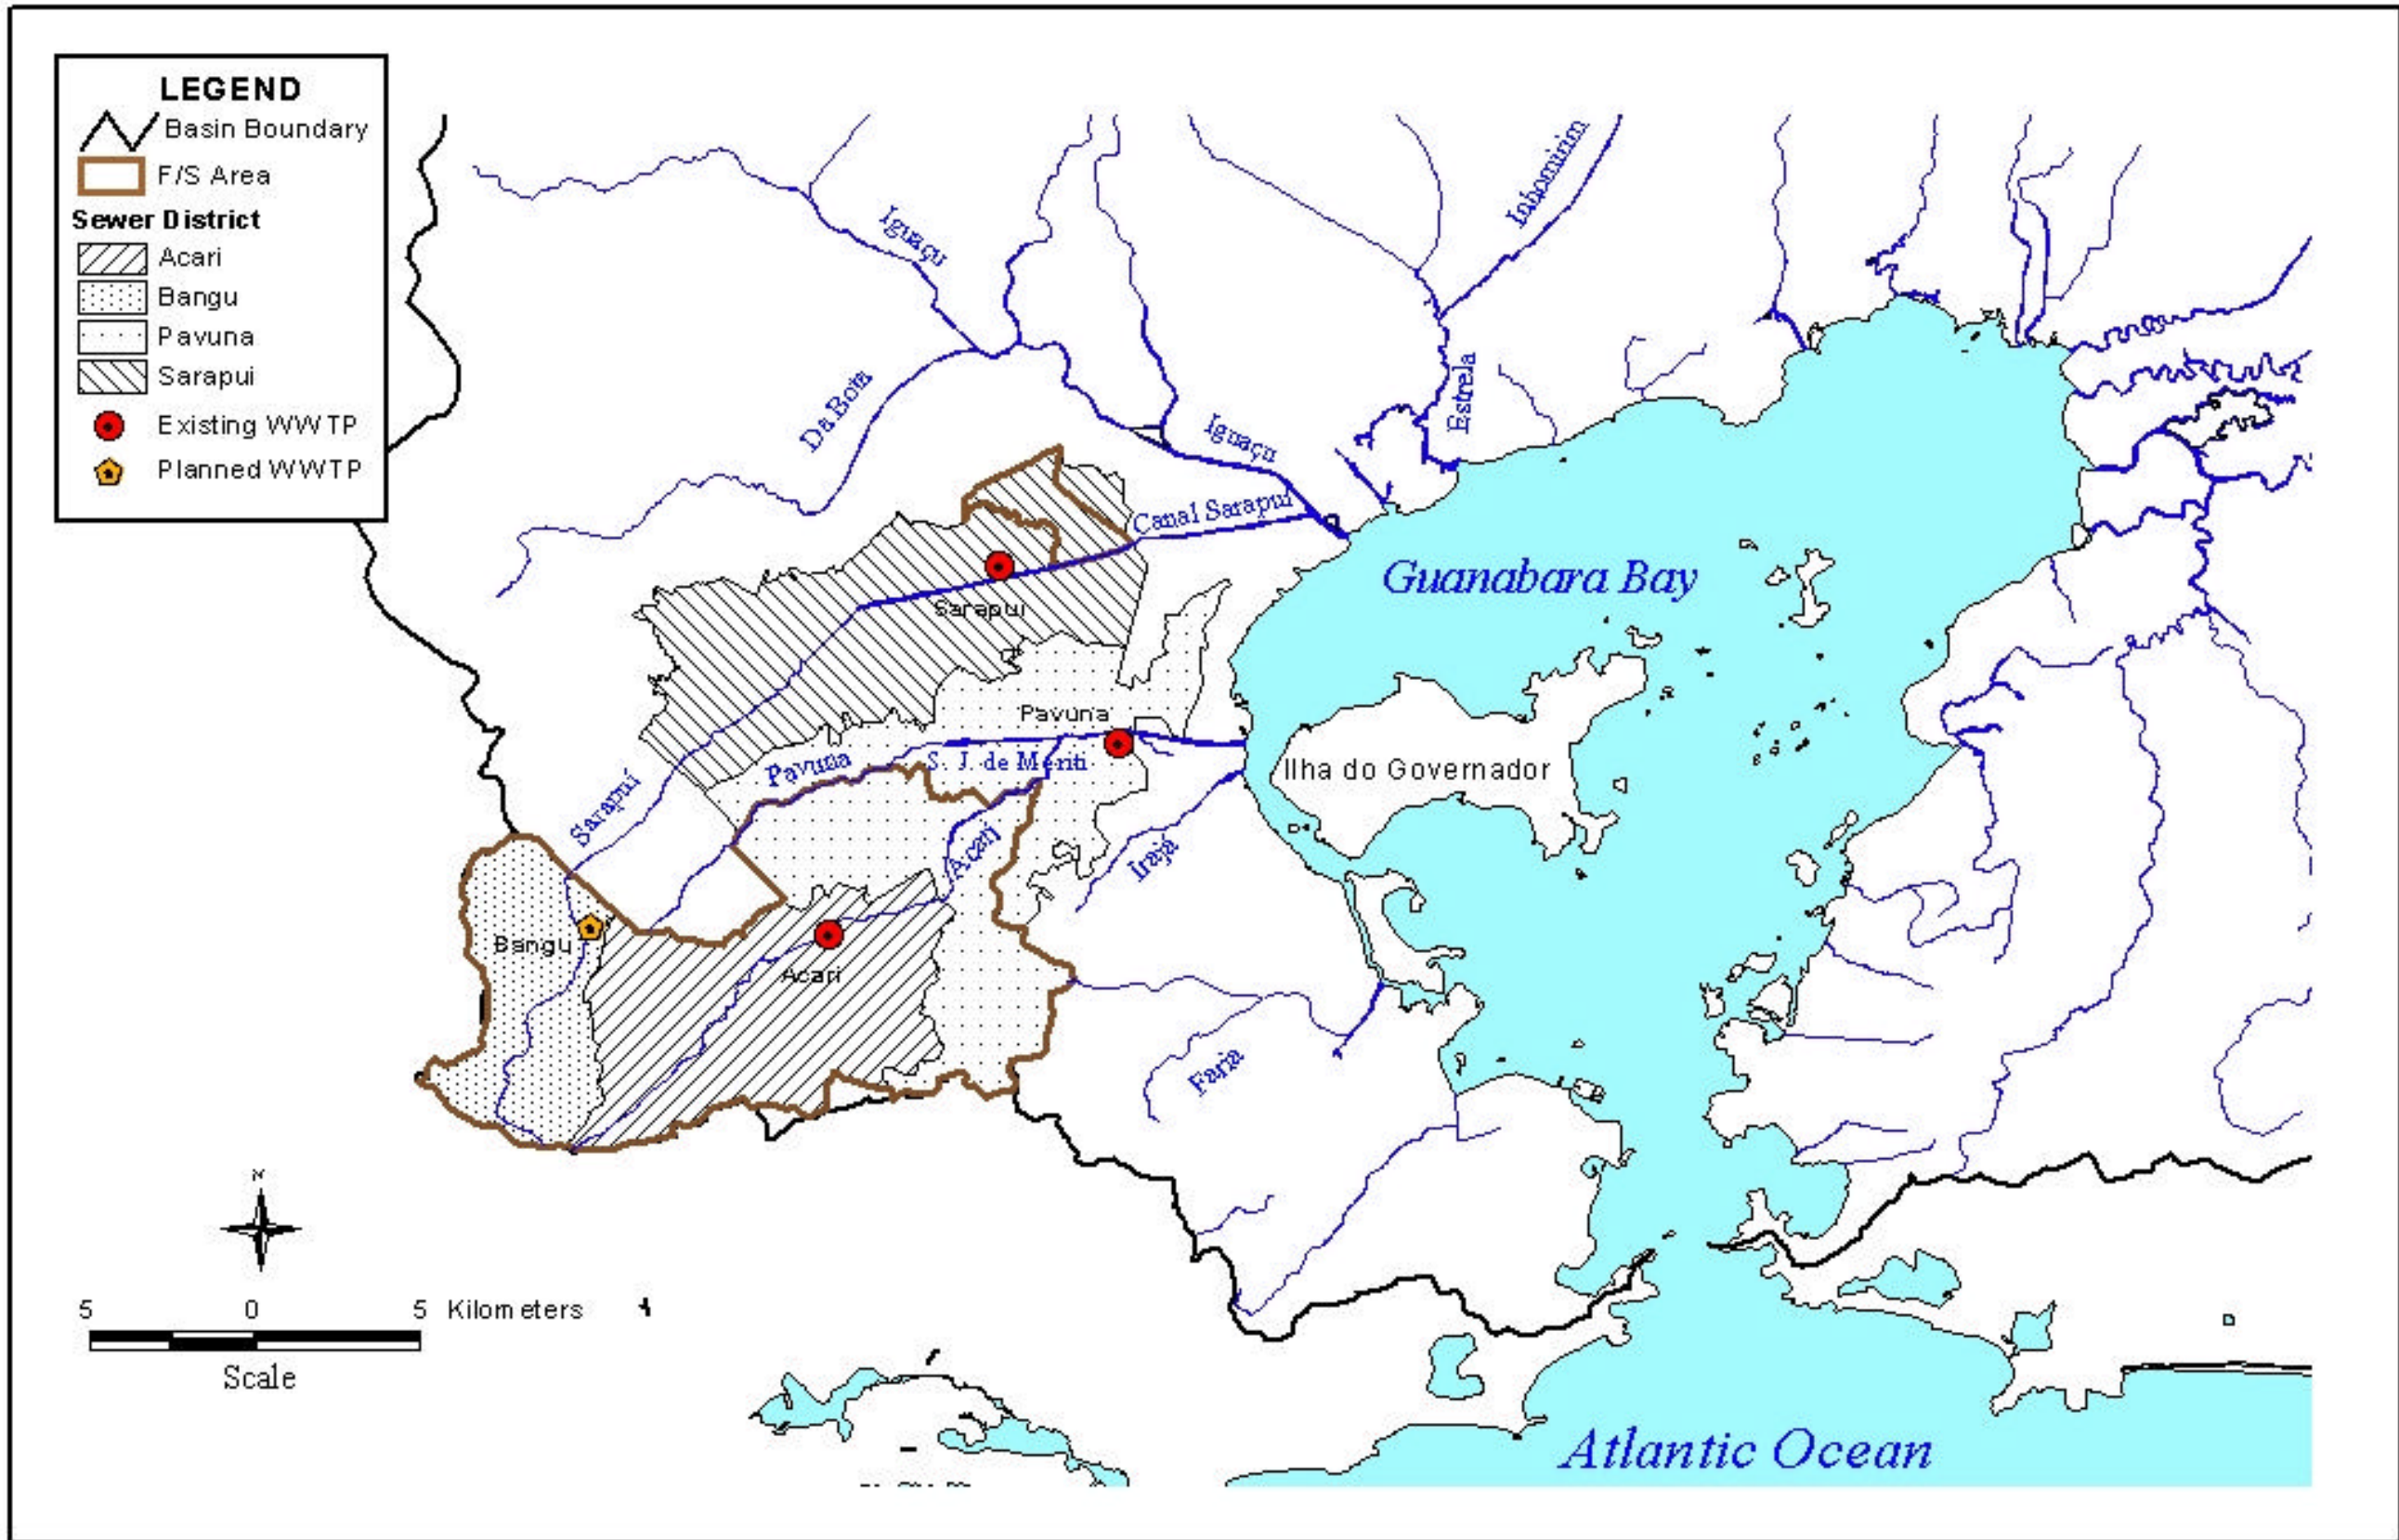 LEGEND
Basin Boundary
F/S Area
Sewer District
Acari
Bangu
Pavuna
Sarapui
Existing WWTP
Planned WWTP
Iguaçu
Inhomirim
Da Bota
Estrela
Iguaçu
Canal Sarapuí
Guanabara Bay
Sarapui
Pavuna
Pavuna
S. J. de Meriti
Ilha do Governador
Sarapuí
Acari
Irajá
Bangu
Acari
Faria
N
5 0 5 Kilometers
Scale
Atlantic Ocean